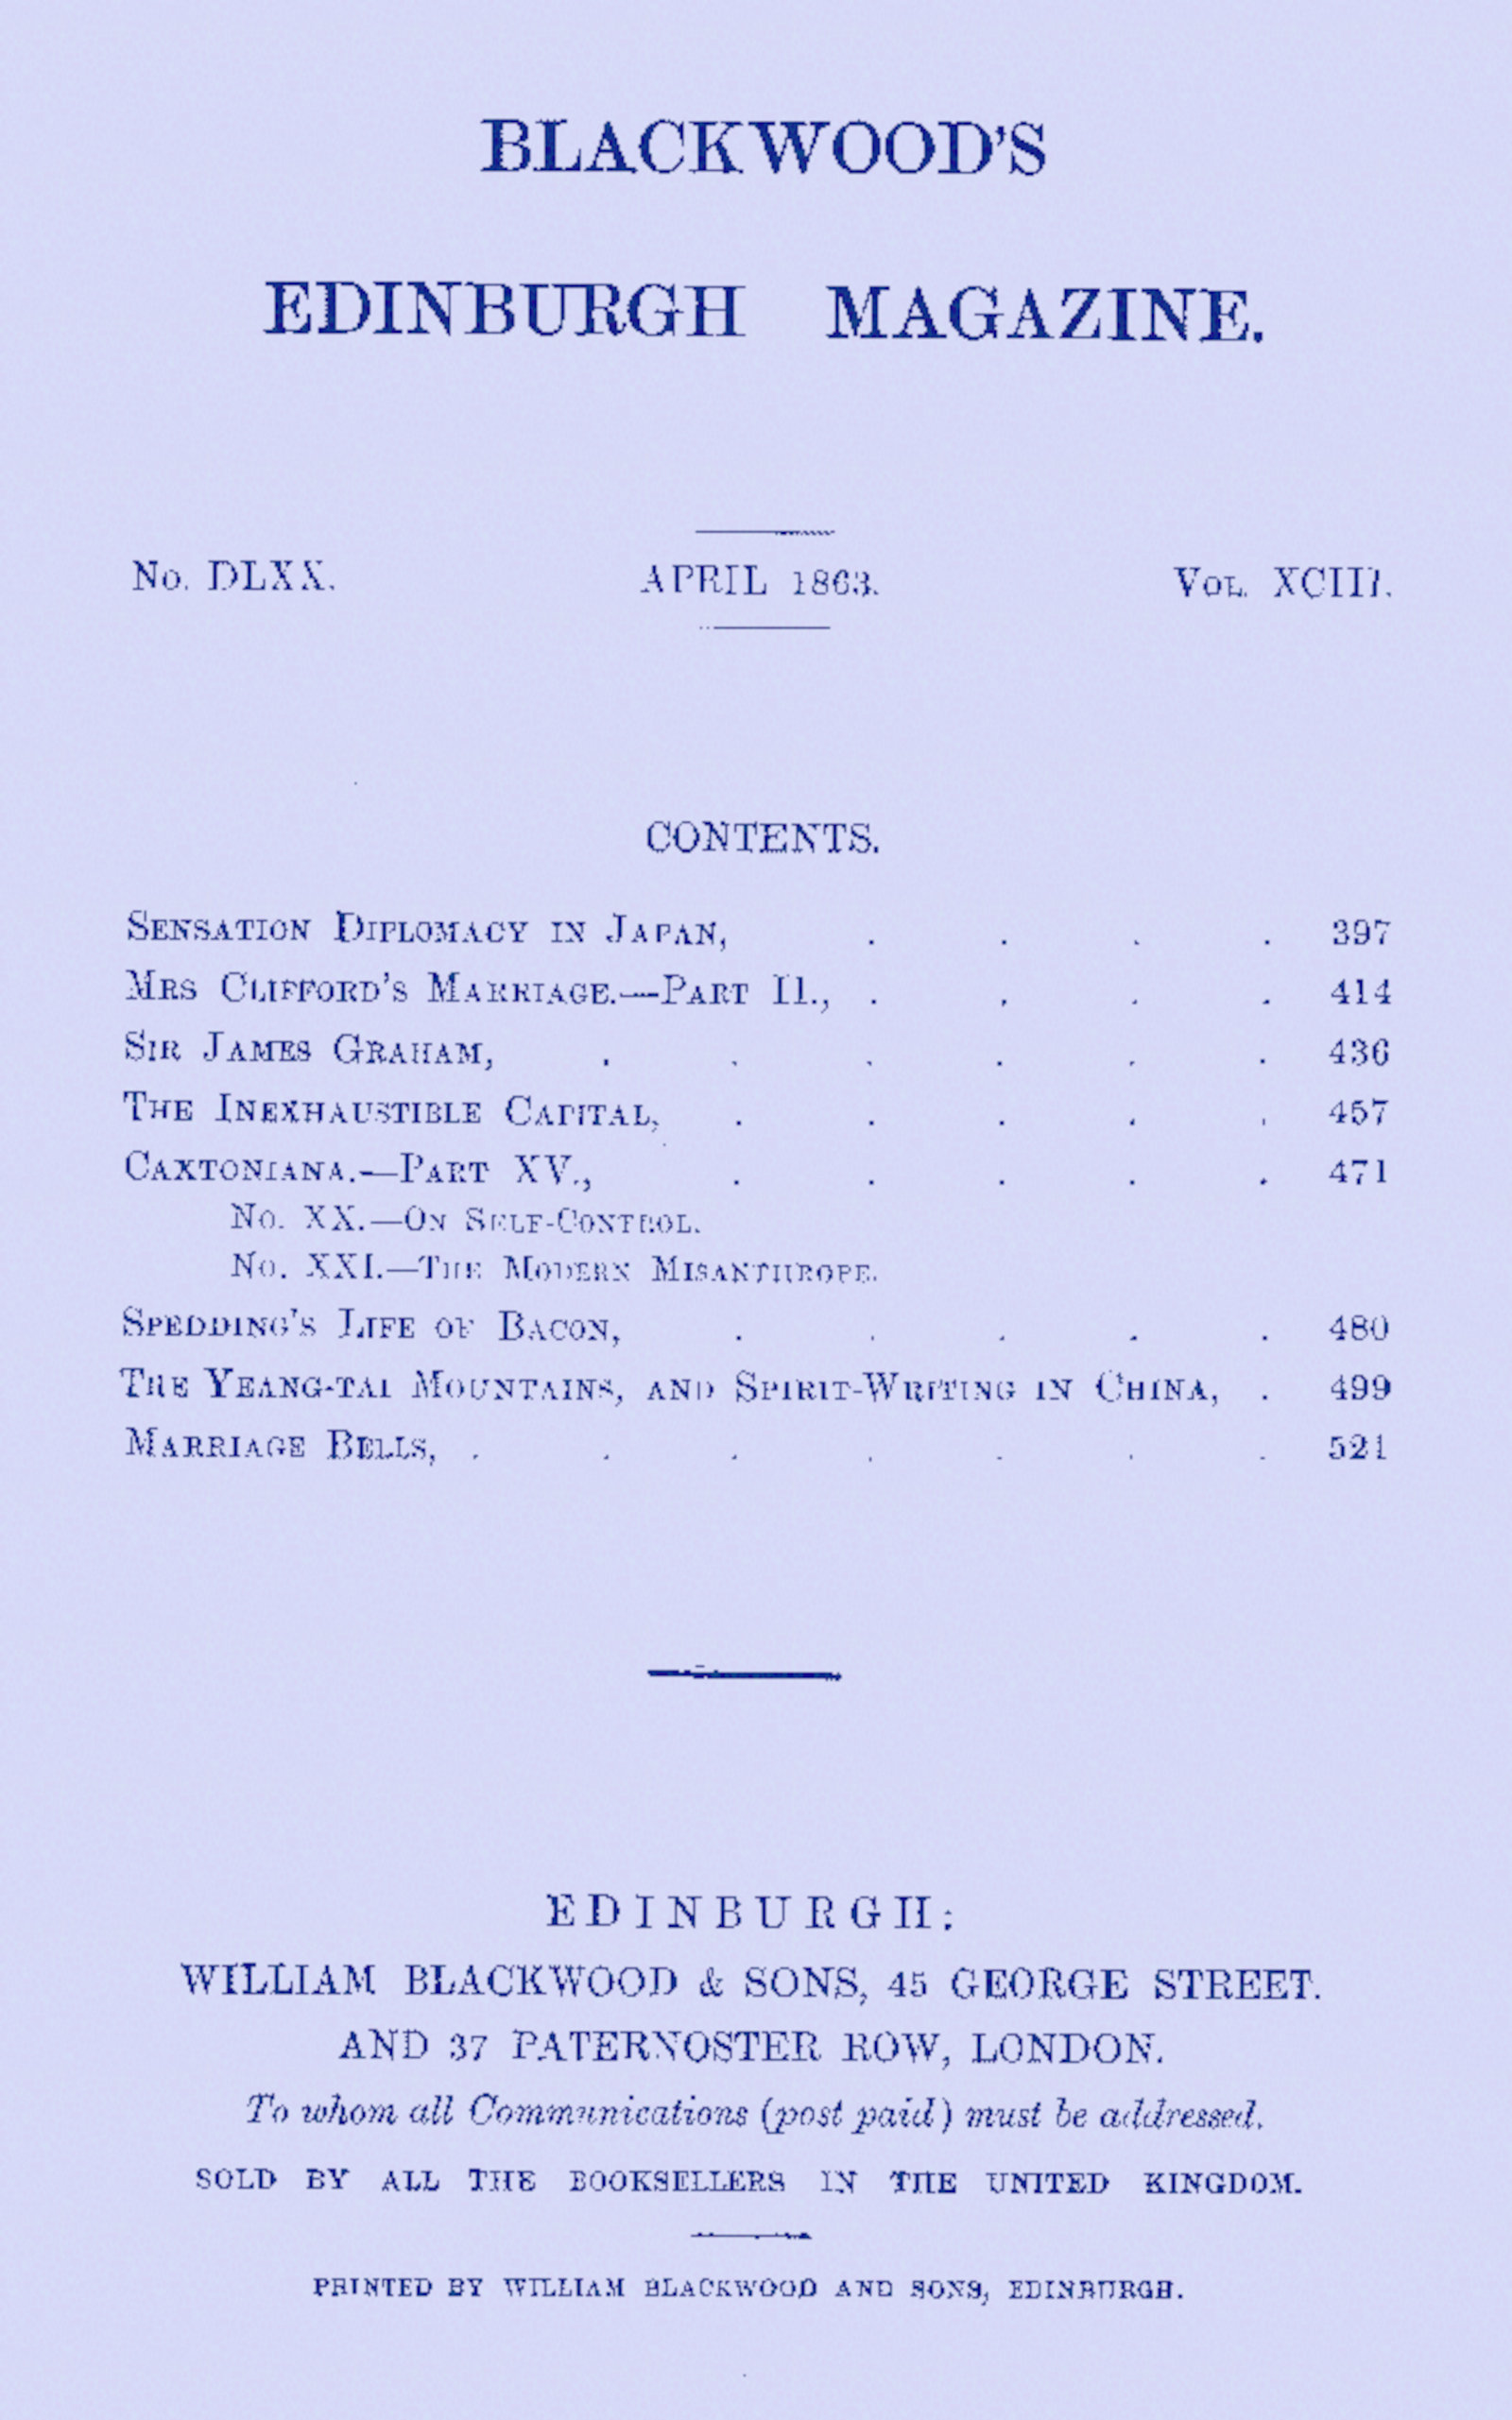 BLACKWOOD'S
EDINBURGH MAGAZINE.
No. DLXX. APRIL 1863. Vol. XCIII.
CONTENTS.
Sensation Diplomacy in Japan, . . . . 397
Mrs Clifford's Marriage.—Part II., . . . . 414
Sir James Graham, . . . . . . 436
The Inexhaustible Capital, . . . . . 457
Caxtoniana.—Part XV., . . . . . 471
No. XX.—On Self-Control.
No. XXI.—The Modern Misanthrope.
Spedding's Life of Bacon, . . . . . 480
The Yeang-tai Mountains, and Spirit-Writing in China, . 499
Marriage Bells, . . . . . . . 521
EDINBURGH:
WILLIAM BLACKWOOD & SONS, 45 GEORGE STREET.
AND 37 PATERNOSTER ROW, LONDON.
To whom all Communications (post paid) must be addressed.
SOLD BY ALL THE BOOKSELLERS IN THE UNITED KINGDOM.
PRINTED BY WILLIAM BLACKWOOD AND SONS, EDINBURGH.